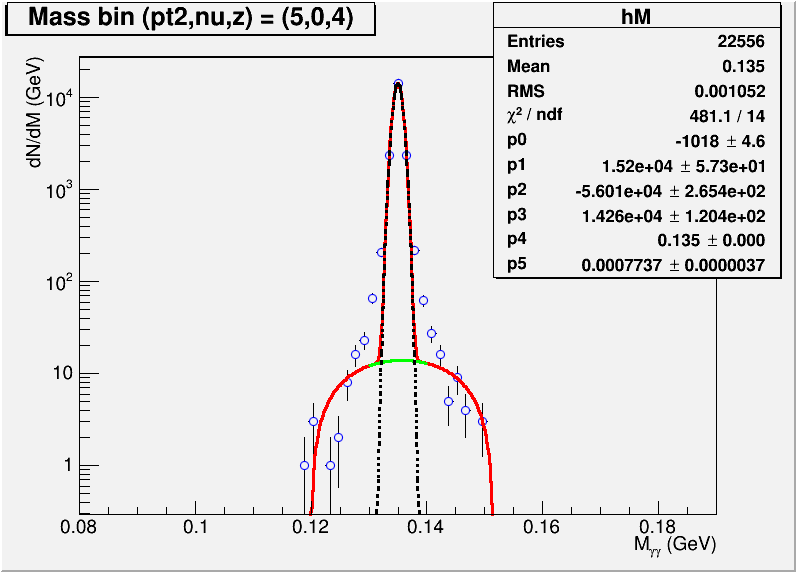 Mass bin (pt2,nu,z) = (5,0,4)
hM
Entries 22556
Mean 0.135
RMS 0.001052
χ² / ndf 481.1 / 14
p0 -1018 ± 4.6
p1 1.52e+04 ± 5.73e+01
p2 -5.601e+04 ± 2.654e+02
p3 1.426e+04 ± 1.204e+02
p4 0.135 ± 0.000
p5 0.0007737 ± 0.0000037
dN/dM (GeV)
10⁴
10³
10²
10
1
0.08 0.1 0.12 0.14 0.16 0.18
Mγγ (GeV)